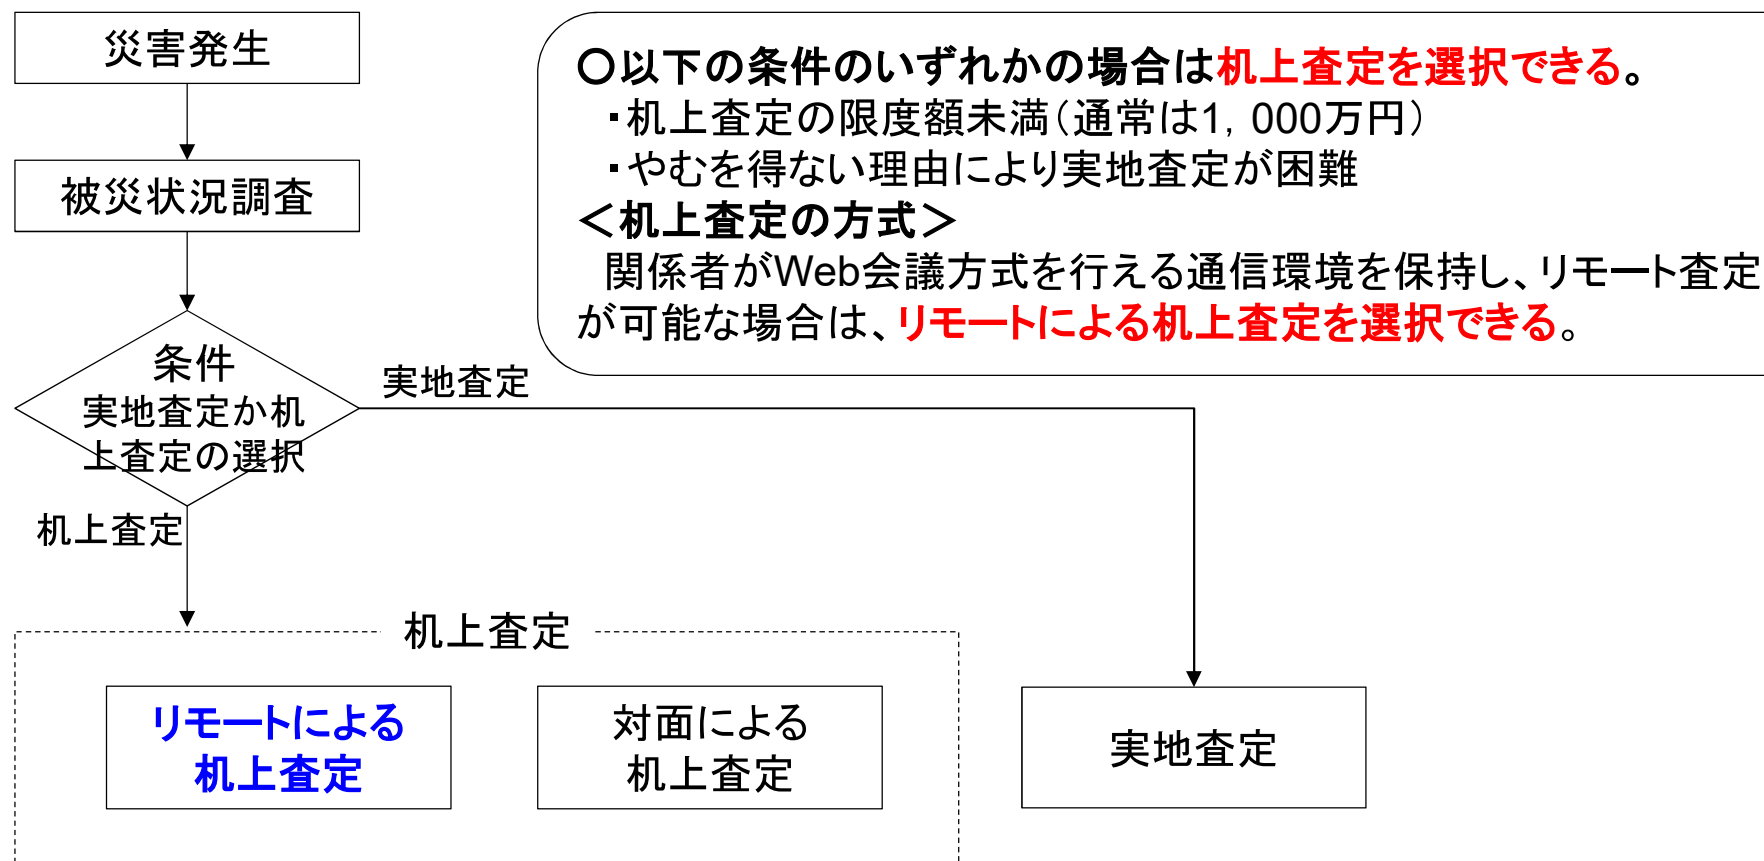 災害発生
被災状況調査
条件
実地査定か机
上査定の選択
実地査定
机上査定
○以下の条件のいずれかの場合は机上査定を選択できる。
・机上査定の限度額未満（通常は1，000万円）
・やむを得ない理由により実地査定が困難
＜机上査定の方式＞
関係者がWeb会議方式を行える通信環境を保持し、リモート査定
が可能な場合は、リモートによる机上査定を選択できる。
机上査定
リモートによる
机上査定
対面による
机上査定
実地査定